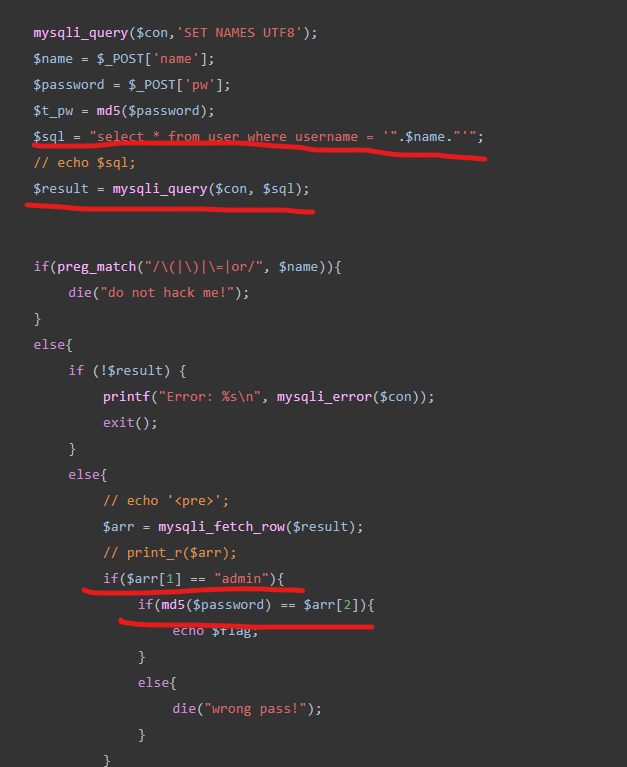 mysqli_query($con,'SET NAMES UTF8');
$name = $_POST['name'];
$password = $_POST['pw'];
$t_pw = md5($password);
$sql = "select * from user where username = '".$name."'";
// echo $sql;
$result = mysqli_query($con, $sql);
if(preg_match("/\(|\)|\=|or/", $name)){
die("do not hack me!");
}
else{
if (!$result) {
printf("Error: %s\n", mysqli_error($con));
exit();
}
else{
// echo '<pre>';
$arr = mysqli_fetch_row($result);
// print_r($arr);
if($arr[1] == "admin"){
if(md5($password) == $arr[2]){
echo $flag;
}
else{
die("wrong pass!");
}
}